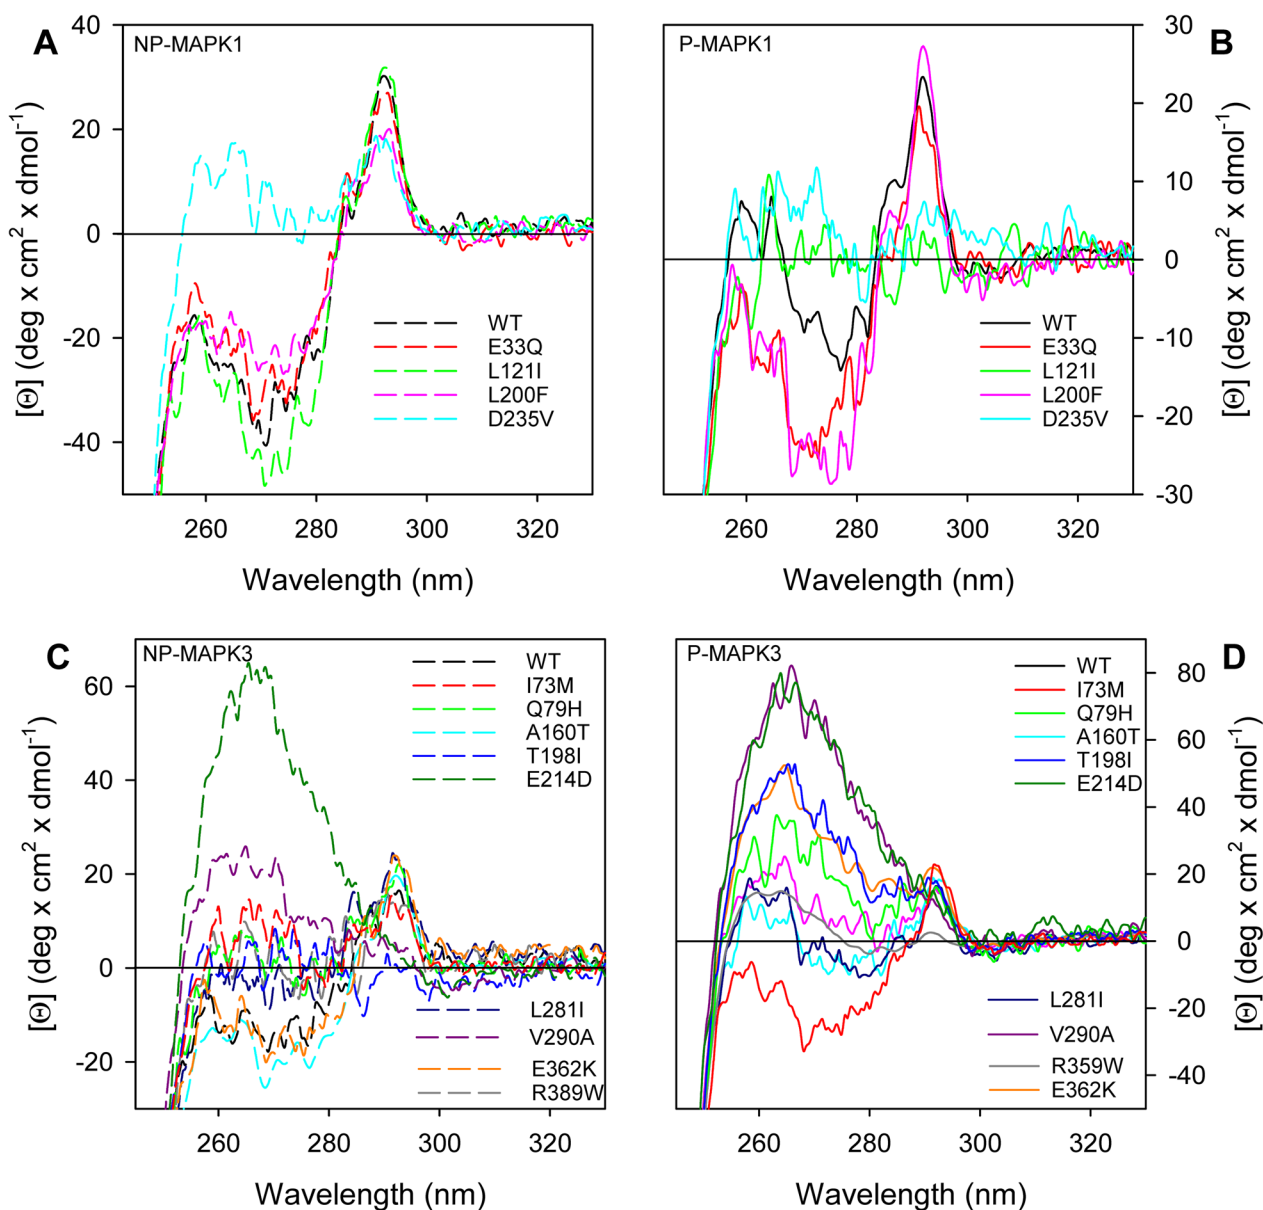 A
NP-MAPK1
40
20
0
-20
-40
[Θ] (deg x cm² x dmol⁻¹)
WT
E33Q
L121I
L200F
D235V
260 280 300 320
Wavelength (nm)
B
P-MAPK1
30
20
10
0
-10
-20
-30
[Θ] (deg x cm² x dmol⁻¹)
WT
E33Q
L121I
L200F
D235V
260 280 300 320
Wavelength (nm)
C
NP-MAPK3
60
40
20
0
-20
[Θ] (deg x cm² x dmol⁻¹)
WT
I73M
Q79H
A160T
T198I
E214D
L281I
V290A
E362K
R389W
260 280 300 320
Wavelength (nm)
D
P-MAPK3
80
60
40
20
0
-20
-40
[Θ] (deg x cm² x dmol⁻¹)
WT
I73M
Q79H
A160T
T198I
E214D
L281I
V290A
R359W
E362K
260 280 300 320
Wavelength (nm)